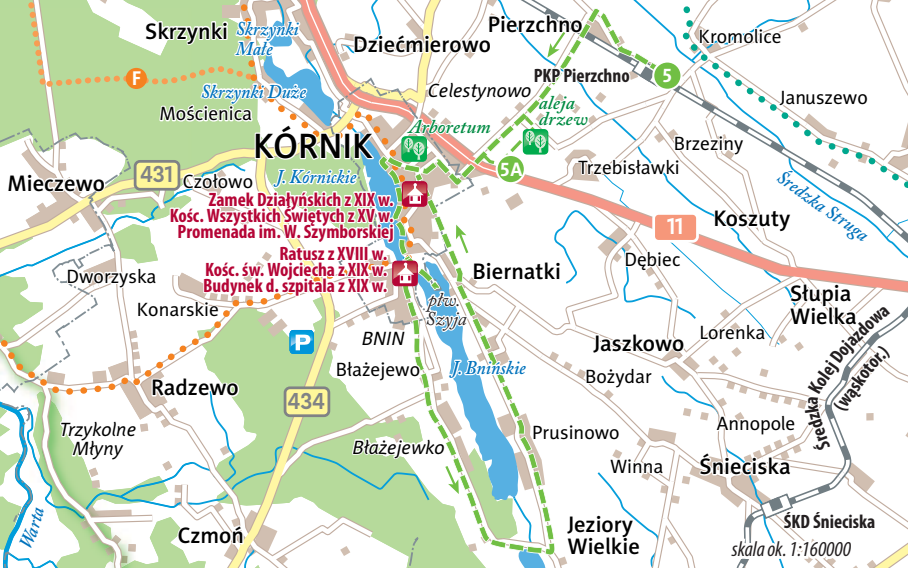 Pierzchno
Skrzynki
Skrzynki
Małe
Kromolice
Dziećmierowo
F
PKP Pierzchno
5
Skrzynki Duże
Celestynowo
Januszewo
Mościenica
aleja
drzew
Arboretum
KÓRNIK
Brzeziny
5A
Trzebisławki
431
Mieczewo
Czołowo
J. Kórnickie
Średzka Struga
Zamek Działyńskich z XIX w.
Kośc. Wszystkich Świętych z XV w.
Promenada im. W. Szymborskiej
11
Koszuty
Ratusz z XVIII w.
Kośc. św. Wojciecha z XIX w.
Budynek d. szpitala z XIX w.
Biernatki
Dębiec
Dworzyska
Konarskie
płw.
Szyja
Słupia
Wielka
P
BNIN
Jaszkowo
Lorenka
Średzka Kolej Dojazdowa
(wąskotor.)
Błażejewo
J. Bnińskie
Bożydar
Radzewo
434
Annopole
Trzykolne
Młyny
Błażejewko
Prusinowo
Winna
Śnieciska
Warta
Czmoń
Jeziory
Wielkie
ŚKD Śnieciska
skala ok. 1:160000